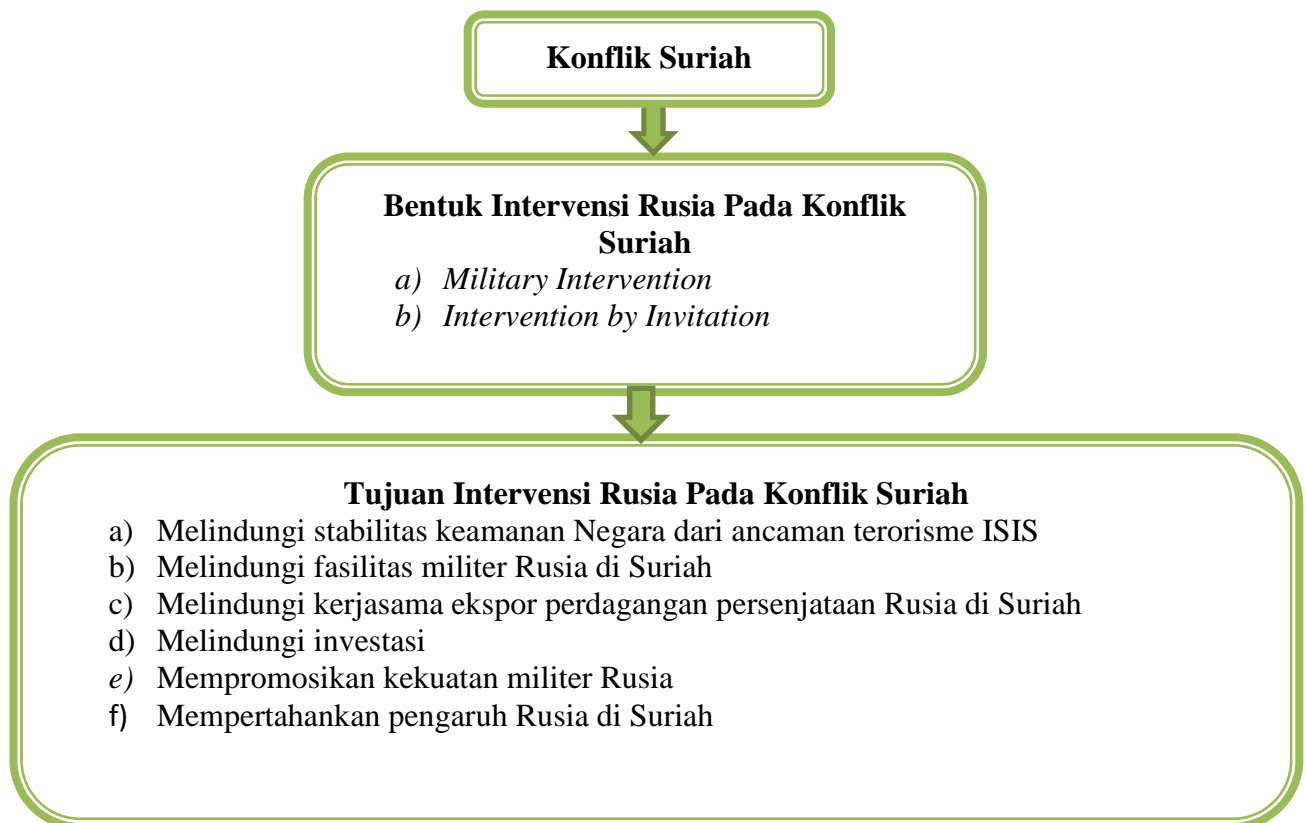 Konflik Suriah
Bentuk Intervensi Rusia Pada Konflik
Suriah
a) Military Intervention
b) Intervention by Invitation
Tujuan Intervensi Rusia Pada Konflik Suriah
a) Melindungi stabilitas keamanan Negara dari ancaman terorisme ISIS
b) Melindungi fasilitas militer Rusia di Suriah
c) Melindungi kerjasama ekspor perdagangan persenjataan Rusia di Suriah
d) Melindungi investasi
e) Mempromosikan kekuatan militer Rusia
f) Mempertahankan pengaruh Rusia di Suriah